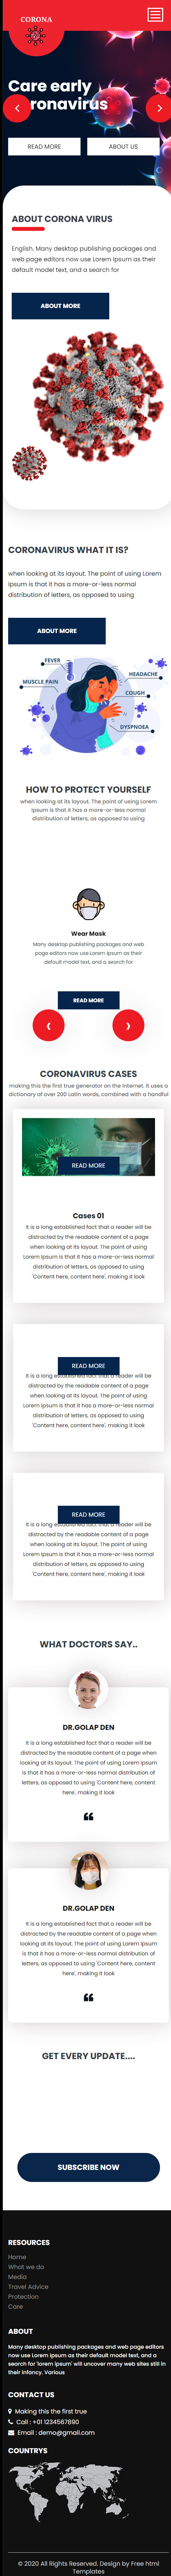 CORONA
Care early
Coronavirus
READ MORE
ABOUT US
ABOUT CORONA VIRUS
English. Many desktop publishing packages and
web page editors now use Lorem Ipsum as their
default model text, and a search for
ABOUT MORE
CORONAVIRUS WHAT IT IS?
when looking at its layout. The point of using Lorem
Ipsum is that it has a more-or-less normal
distribution of letters, as opposed to using
ABOUT MORE
FEVER
HEADACHE
MUSCLE PAIN
COUGH
DYSPNOEA
HOW TO PROTECT YOURSELF
when looking at its layout. The point of using Lorem
Ipsum is that it has a more-or-less normal
distribution of letters, as opposed to using
Wear Mask
Many desktop publishing packages and web
page editors now use Lorem Ipsum as their
default model text, and a search for
READ MORE
CORONAVIRUS CASES
making this the first true generator on the Internet. It uses a
dictionary of over 200 Latin words, combined with a handful
READ MORE
Cases 01
It is a long established fact that a reader will be
distracted by the readable content of a page
when looking at its layout. The point of using
Lorem Ipsum is that it has a more-or-less normal
distribution of letters, as opposed to using
'Content here, content here', making it look
READ MORE
It is a long established fact that a reader will be
distracted by the readable content of a page
when looking at its layout. The point of using
Lorem Ipsum is that it has a more-or-less normal
distribution of letters, as opposed to using
'Content here, content here', making it look
READ MORE
It is a long established fact that a reader will be
distracted by the readable content of a page
when looking at its layout. The point of using
Lorem Ipsum is that it has a more-or-less normal
distribution of letters, as opposed to using
'Content here, content here', making it look
WHAT DOCTORS SAY..
DR.GOLAP DEN
It is a long established fact that a reader will be
distracted by the readable content of a page when
looking at its layout. The point of using Lorem Ipsum
is that it has a more-or-less normal distribution of
letters, as opposed to using 'Content here, content
here', making it look
DR.GOLAP DEN
It is a long established fact that a reader will be
distracted by the readable content of a page when
looking at its layout. The point of using Lorem Ipsum
is that it has a more-or-less normal distribution of
letters, as opposed to using 'Content here, content
here', making it look
GET EVERY UPDATE....
SUBSCRIBE NOW
RESOURCES
Home
What we do
Media
Travel Advice
Protection
Care
ABOUT
Many desktop publishing packages and web page editors
now use Lorem Ipsum as their default model text, and a
search for 'lorem ipsum' will uncover many web sites still in
their infancy. Various
CONTACT US
Making this the first true
Call : +01 1234567890
Email : demo@gmail.com
COUNTRYS
© 2020 All Rights Reserved. Design by Free html
Templates